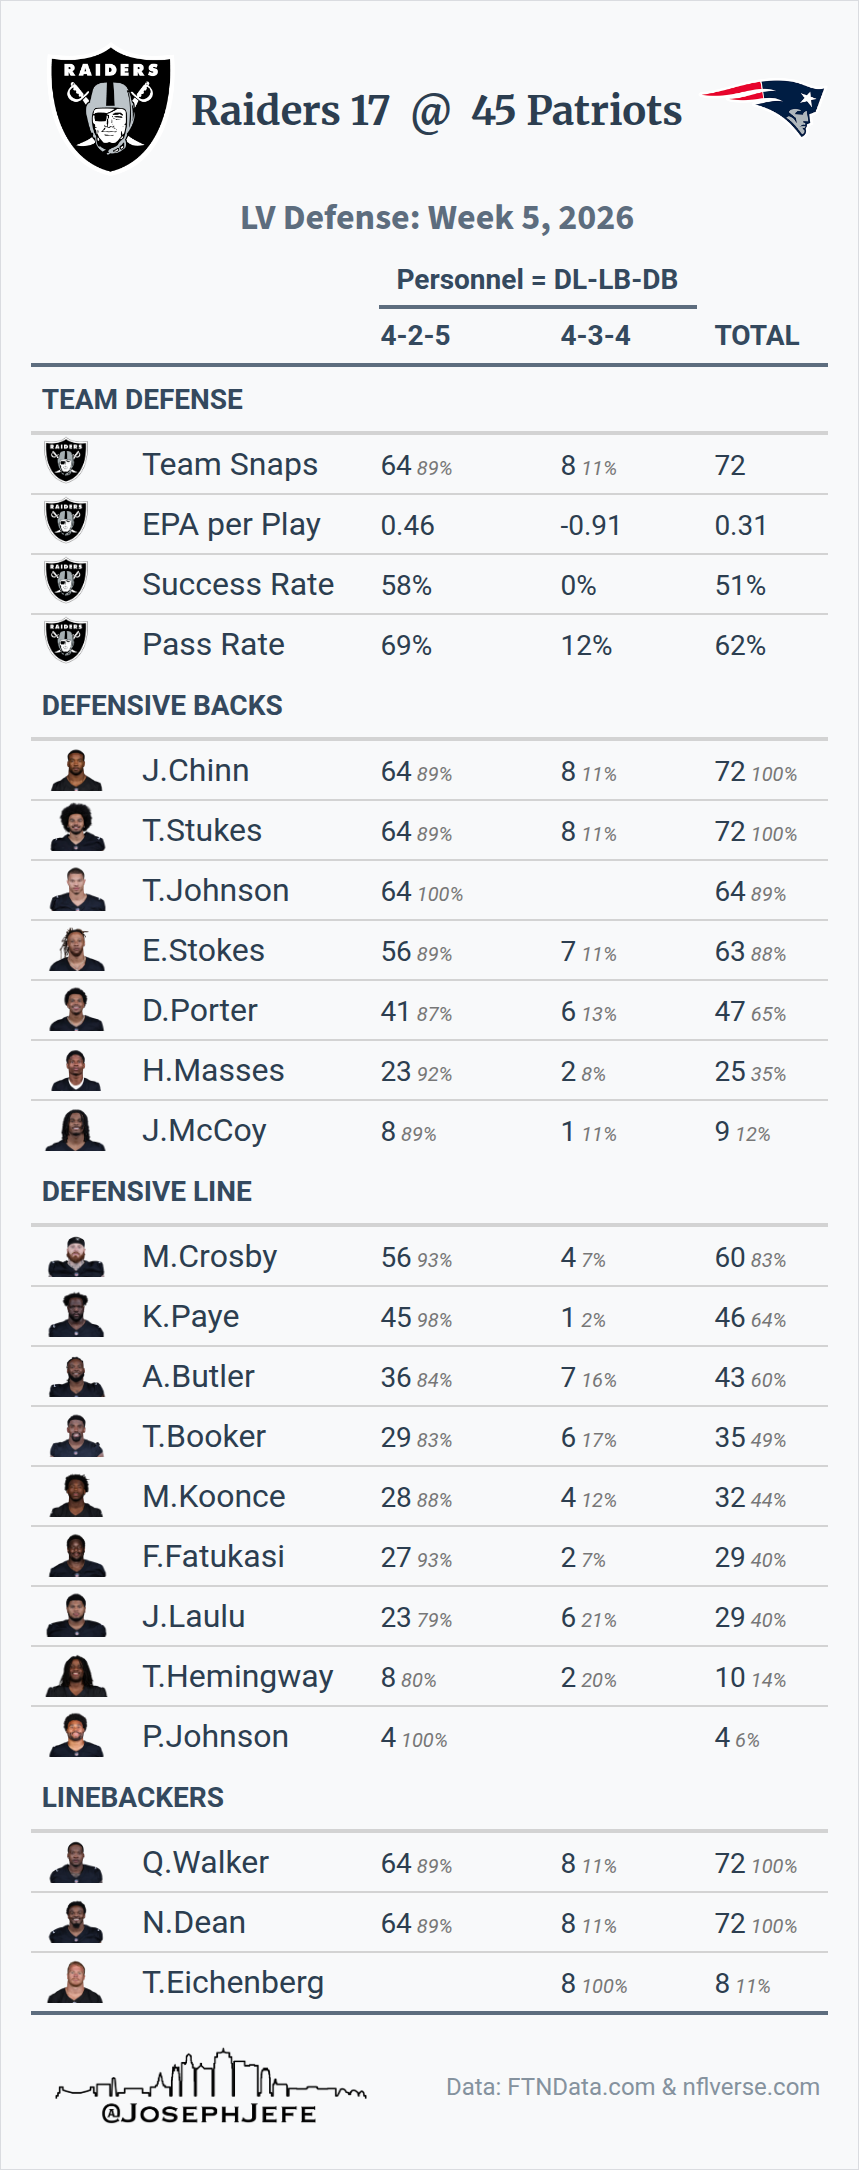 RAIDERS
Raiders 17 @ 45 Patriots
LV Defense: Week 5, 2026
Personnel = DL-LB-DB
4-2-5 4-3-4 TOTAL
TEAM DEFENSE
Team Snaps 64 89% 8 11% 72
EPA per Play 0.46 -0.91 0.31
Success Rate 58% 0% 51%
Pass Rate 69% 12% 62%
DEFENSIVE BACKS
J.Chinn 64 89% 8 11% 72 100%
T.Stukes 64 89% 8 11% 72 100%
T.Johnson 64 100% 64 89%
E.Stokes 56 89% 7 11% 63 88%
D.Porter 41 87% 6 13% 47 65%
H.Masses 23 92% 2 8% 25 35%
J.McCoy 8 89% 1 11% 9 12%
DEFENSIVE LINE
M.Crosby 56 93% 4 7% 60 83%
K.Paye 45 98% 1 2% 46 64%
A.Butler 36 84% 7 16% 43 60%
T.Booker 29 83% 6 17% 35 49%
M.Koonce 28 88% 4 12% 32 44%
F.Fatukasi 27 93% 2 7% 29 40%
J.Laulu 23 79% 6 21% 29 40%
T.Hemingway 8 80% 2 20% 10 14%
P.Johnson 4 100% 4 6%
LINEBACKERS
Q.Walker 64 89% 8 11% 72 100%
N.Dean 64 89% 8 11% 72 100%
T.Eichenberg 8 100% 8 11%
@JOSEPHJEFE
Data: FTNData.com & nflverse.com